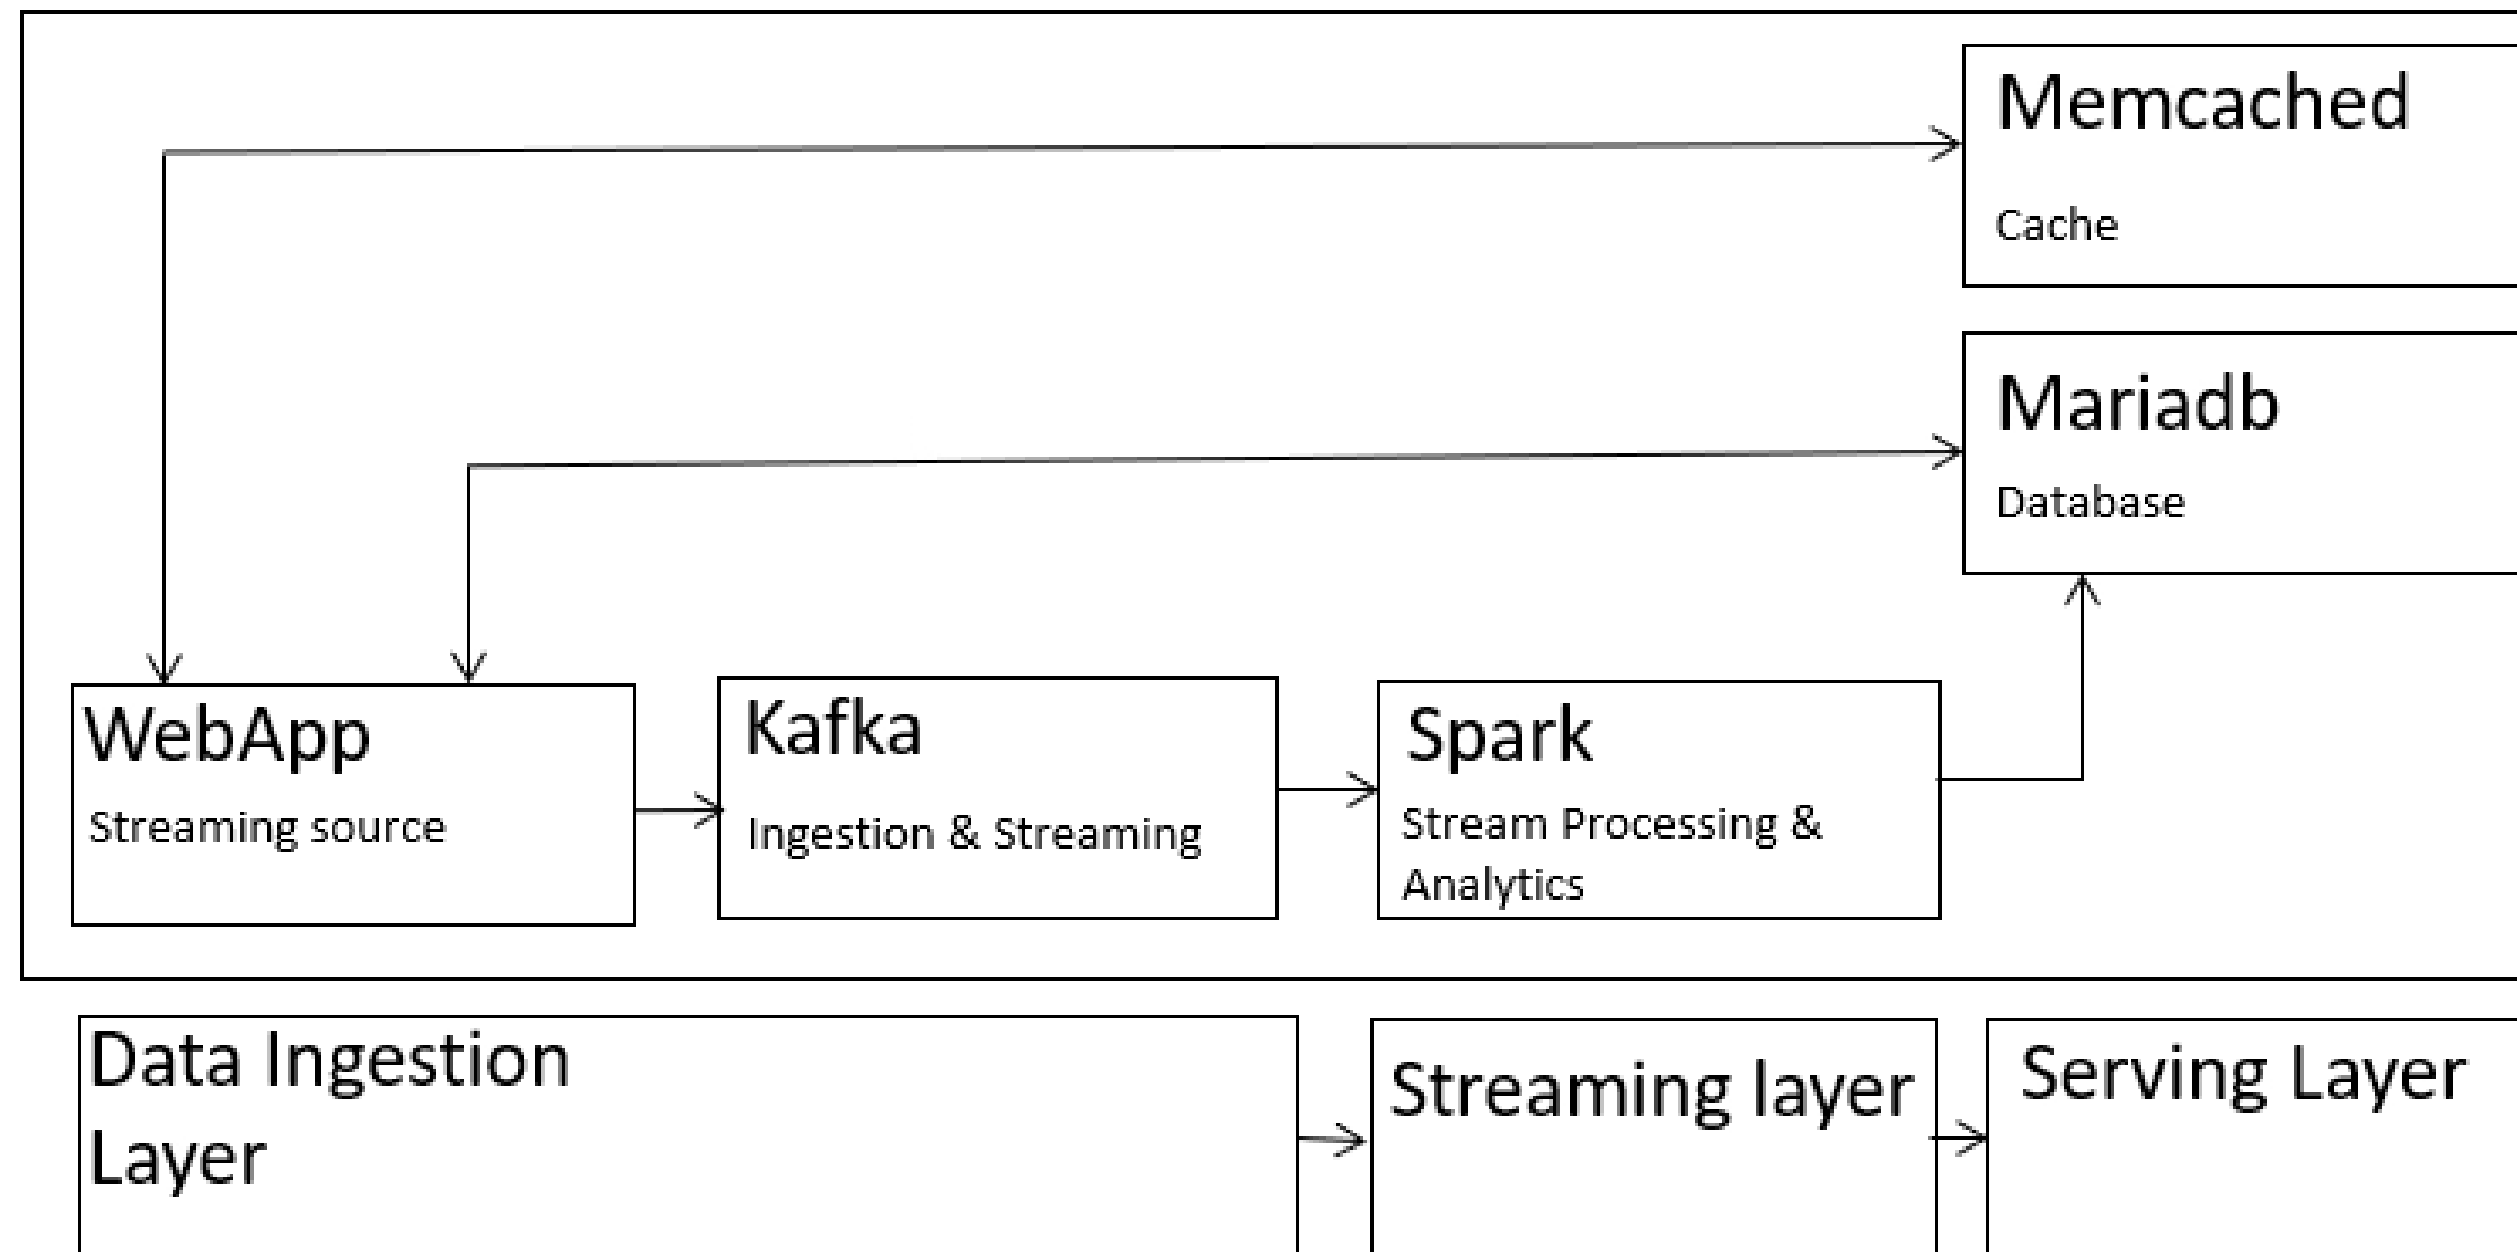 Memcached
Cache
Mariadb
Database
WebApp
Streaming source
Kafka
Ingestion & Streaming
Spark
Stream Processing &
Analytics
Data Ingestion
Layer
Streaming layer
Serving Layer